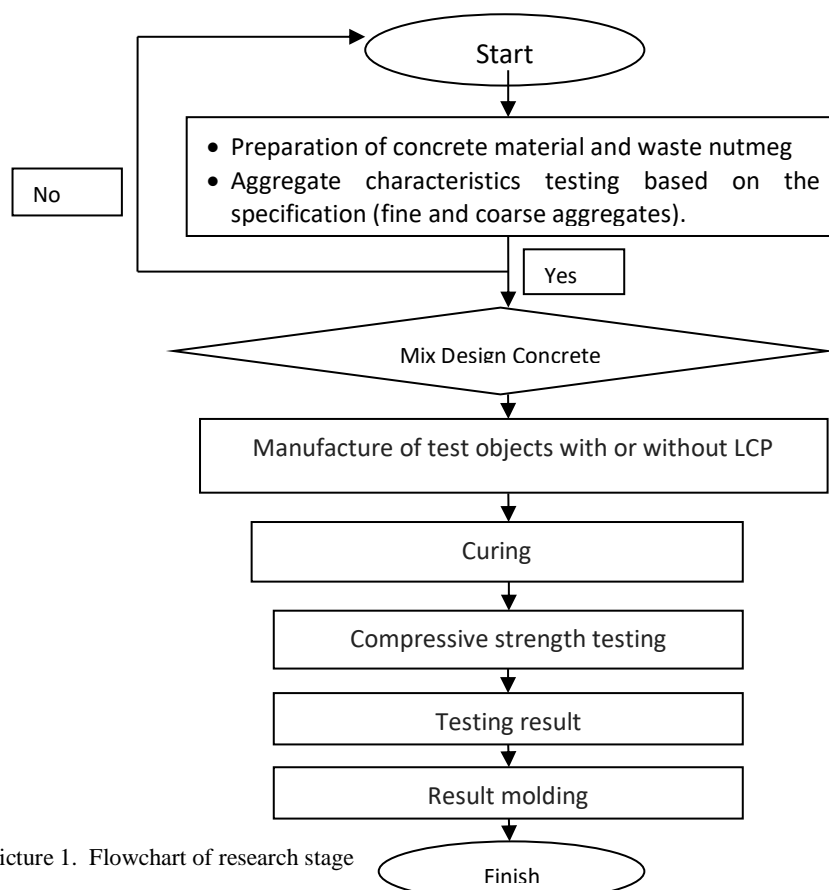 Start
• Preparation of concrete material and waste nutmeg
• Aggregate characteristics testing based on the
specification (fine and coarse aggregates).
No
Yes
Mix Design Concrete
Manufacture of test objects with or without LCP
Curing
Compressive strength testing
Testing result
Result molding
icture 1. Flowchart of research stage
Finish